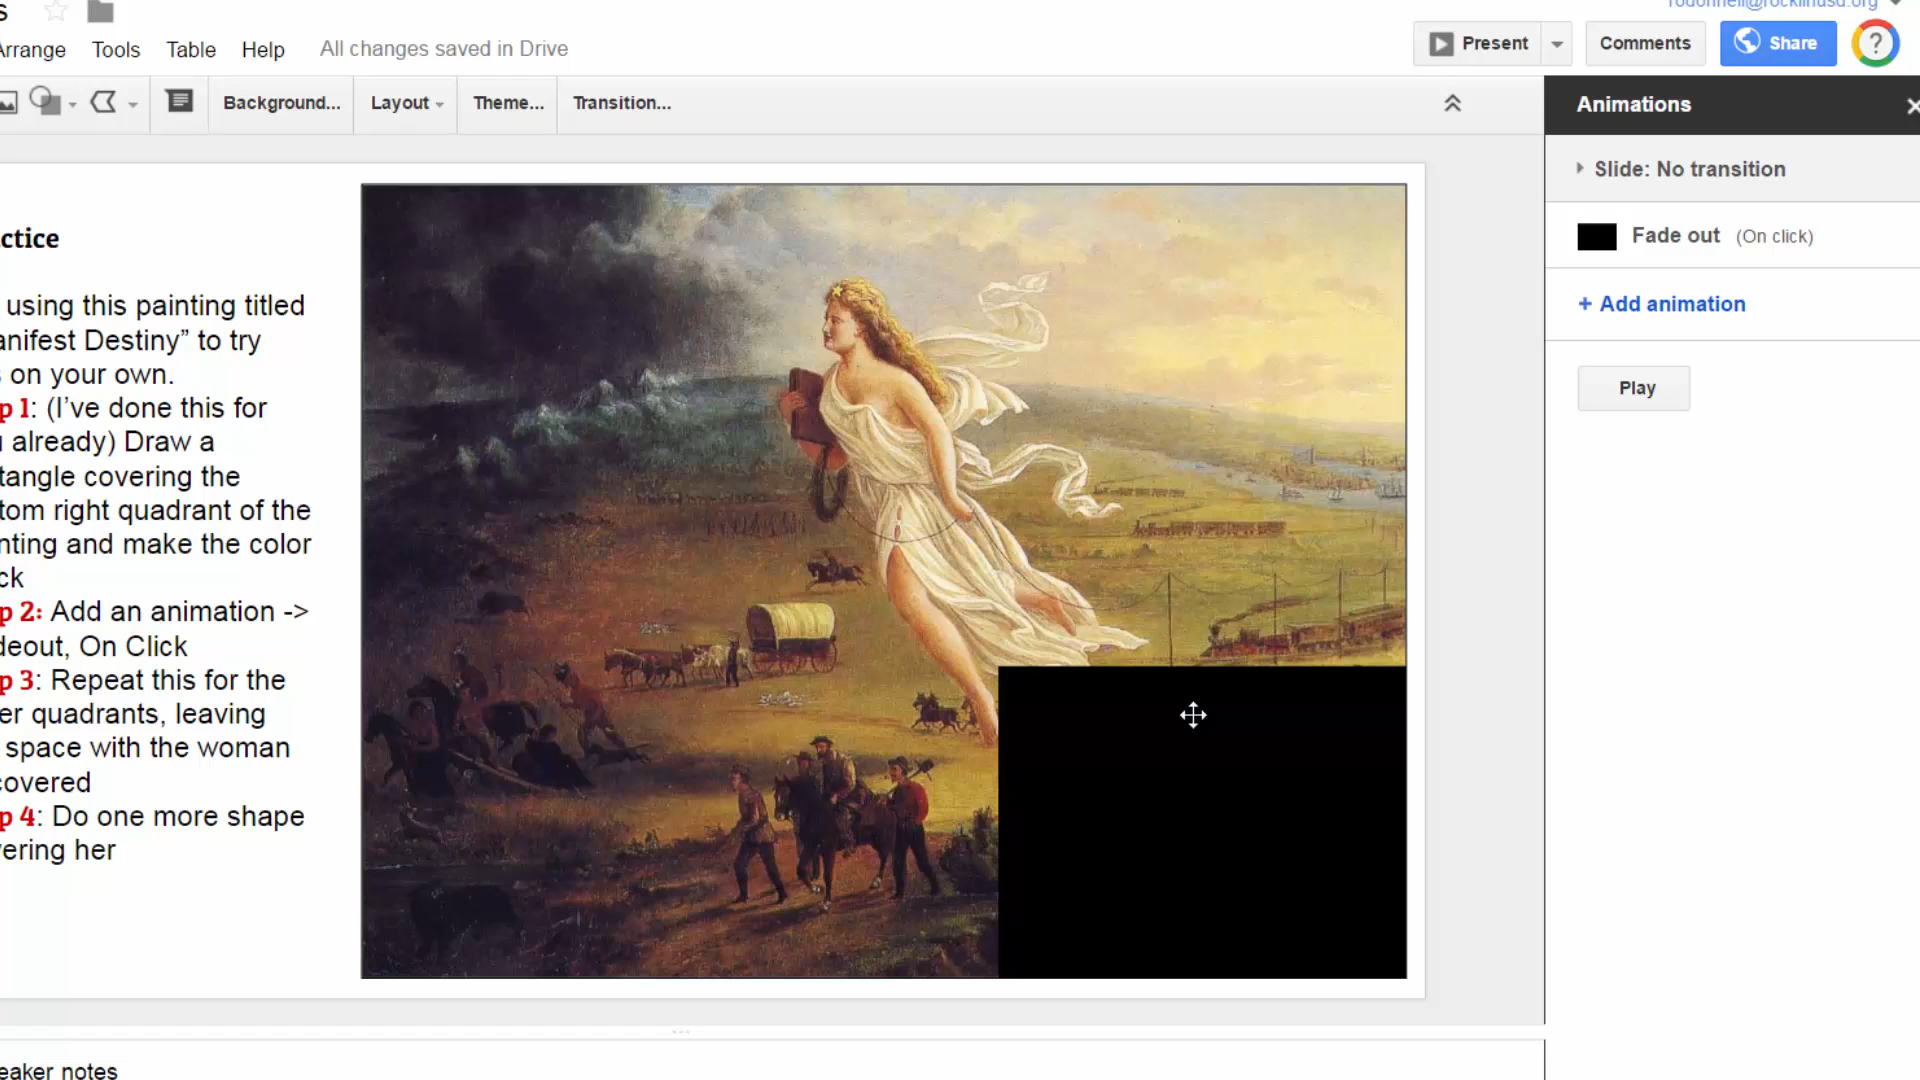 s
rodonnell@rocklinusd.org
Arrange Tools Table Help All changes saved in Drive
Present Comments Share ?
Background... Layout Theme... Transition...
Animations
Slide: No transition
Fade out (On click)
+ Add animation
Play
ctice
using this painting titled
anifest Destiny” to try
s on your own.
p 1: (I’ve done this for
u already) Draw a
tangle covering the
tom right quadrant of the
nting and make the color
ck
p 2: Add an animation ->
deout, On Click
p 3: Repeat this for the
er quadrants, leaving
space with the woman
covered
p 4: Do one more shape
vering her
eaker notes